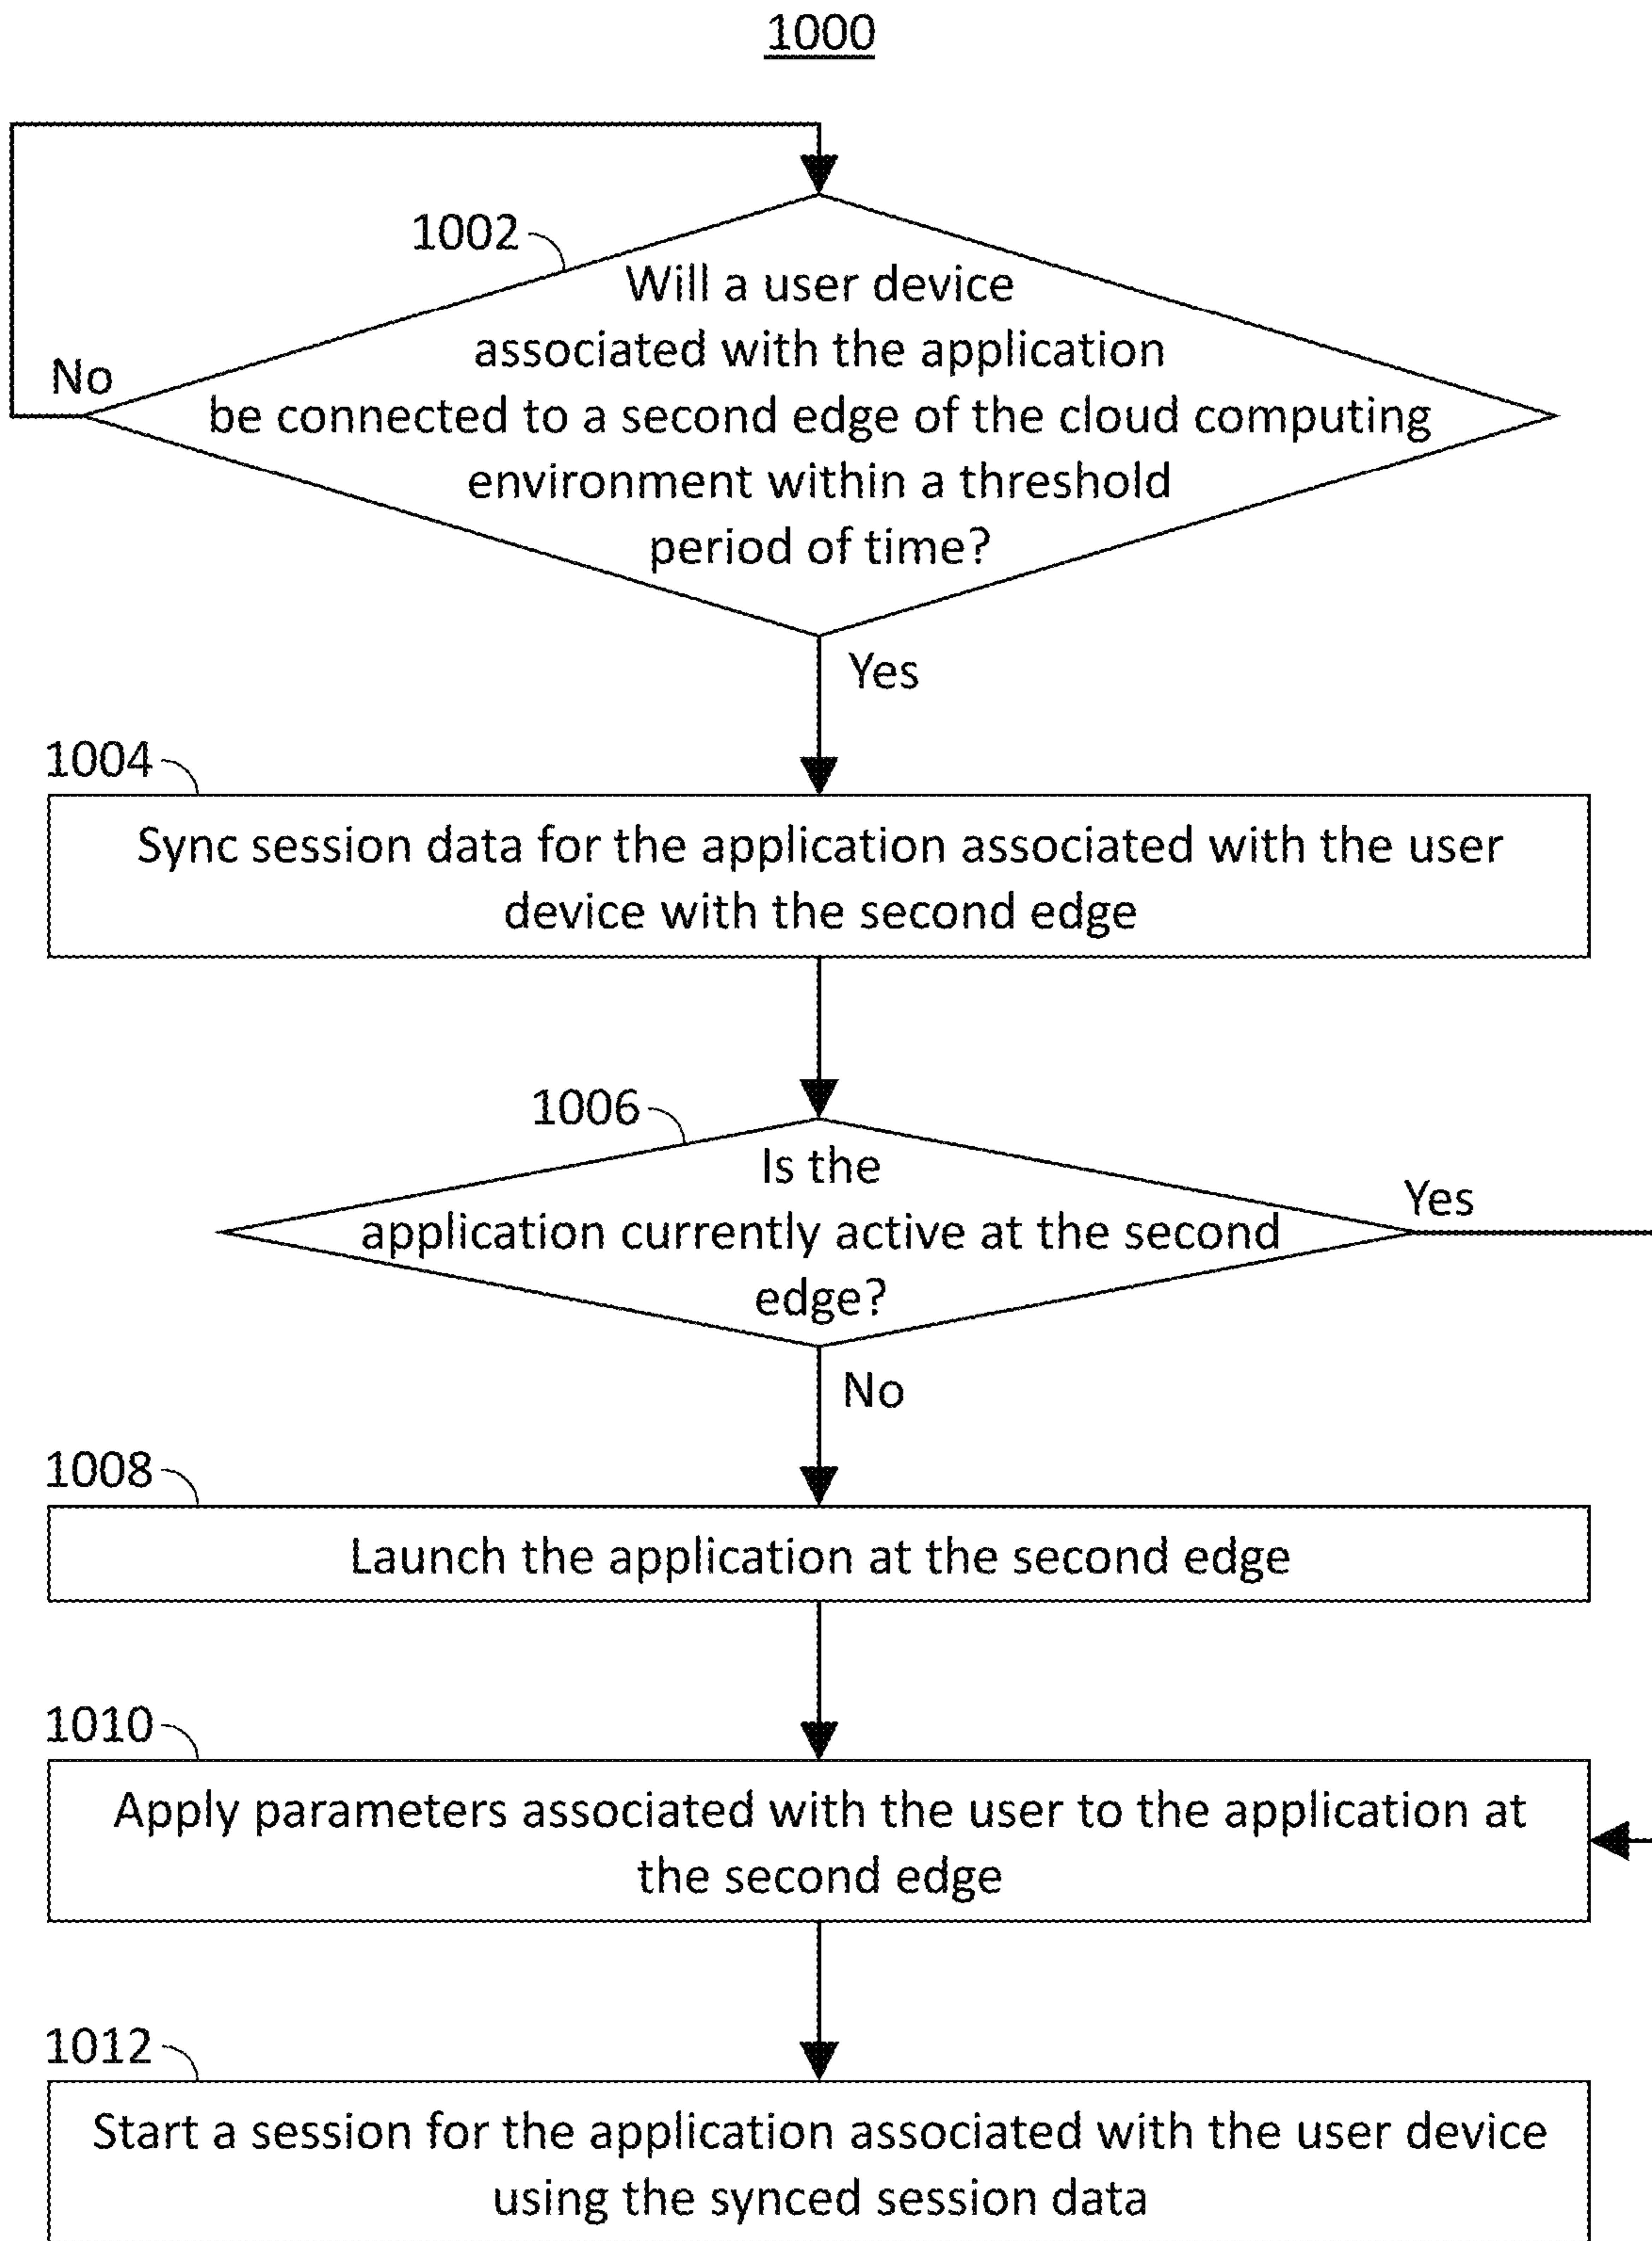 1000
1002
Will a user device
associated with the application
No
be connected to a second edge of the cloud computing
environment within a threshold
period of time?
Yes
1004
Sync session data for the application associated with the user
device with the second edge
1006
Is the
Yes
application currently active at the second
edge?
No
1008
Launch the application at the second edge
1010
Apply parameters associated with the user to the application at
the second edge
1012
Start a session for the application associated with the user device
using the synced session data